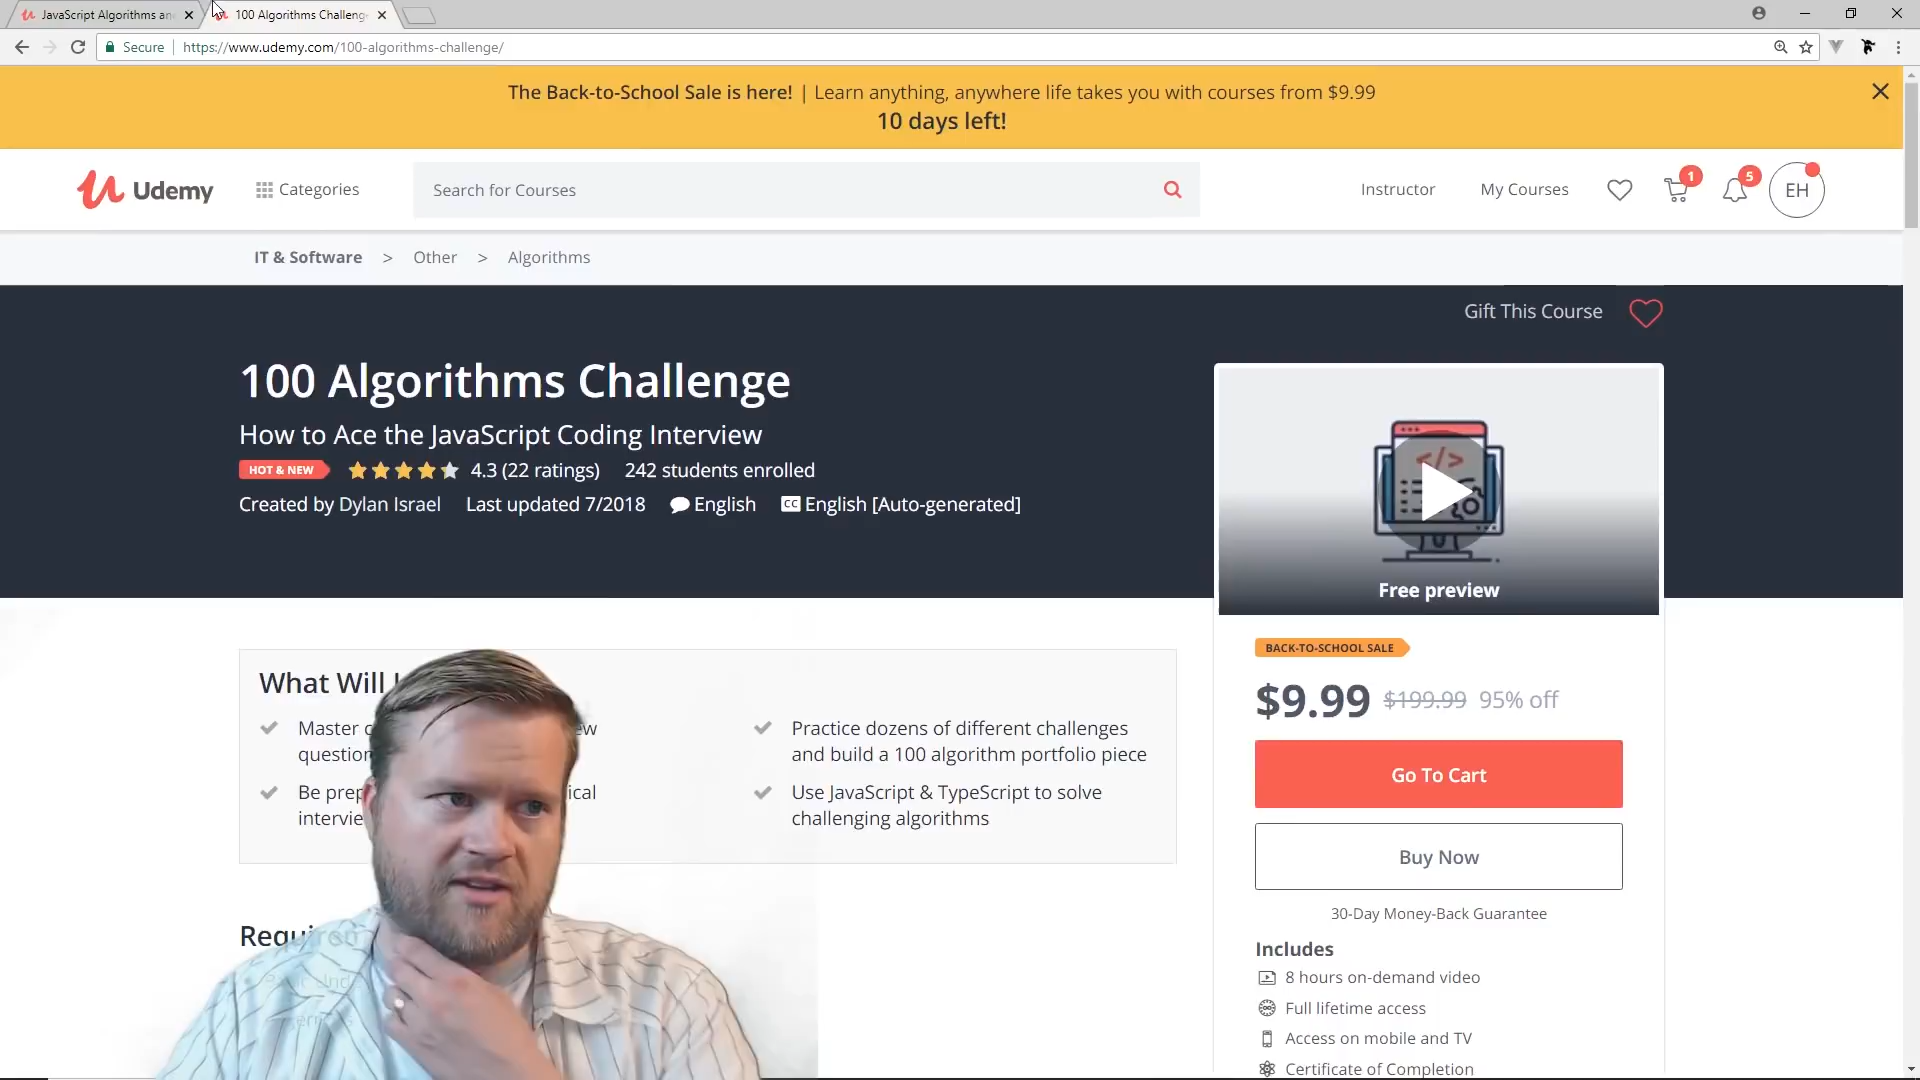 JavaScript Algorithms an
100 Algorithms Challeng
Secure
https://www.udemy.com/100-algorithms-challenge/
The Back-to-School Sale is here! | Learn anything, anywhere life takes you with courses from $9.99
10 days left!
Udemy
Categories
Search for Courses
Instructor
My Courses
1
5
EH
IT & Software > Other > Algorithms
Gift This Course
100 Algorithms Challenge
How to Ace the JavaScript Coding Interview
HOT & NEW
4.3 (22 ratings)
242 students enrolled
Created by Dylan Israel
Last updated 7/2018
English
CC English [Auto-generated]
</>
Free preview
What Will
Master
question
Be prep
ical
intervie
Practice dozens of different challenges
and build a 100 algorithm portfolio piece
Use JavaScript & TypeScript to solve
challenging algorithms
BACK-TO-SCHOOL SALE
$9.99 $199.99 95% off
Go To Cart
Buy Now
30-Day Money-Back Guarantee
Includes
8 hours on-demand video
Full lifetime access
Access on mobile and TV
Certificate of Completion